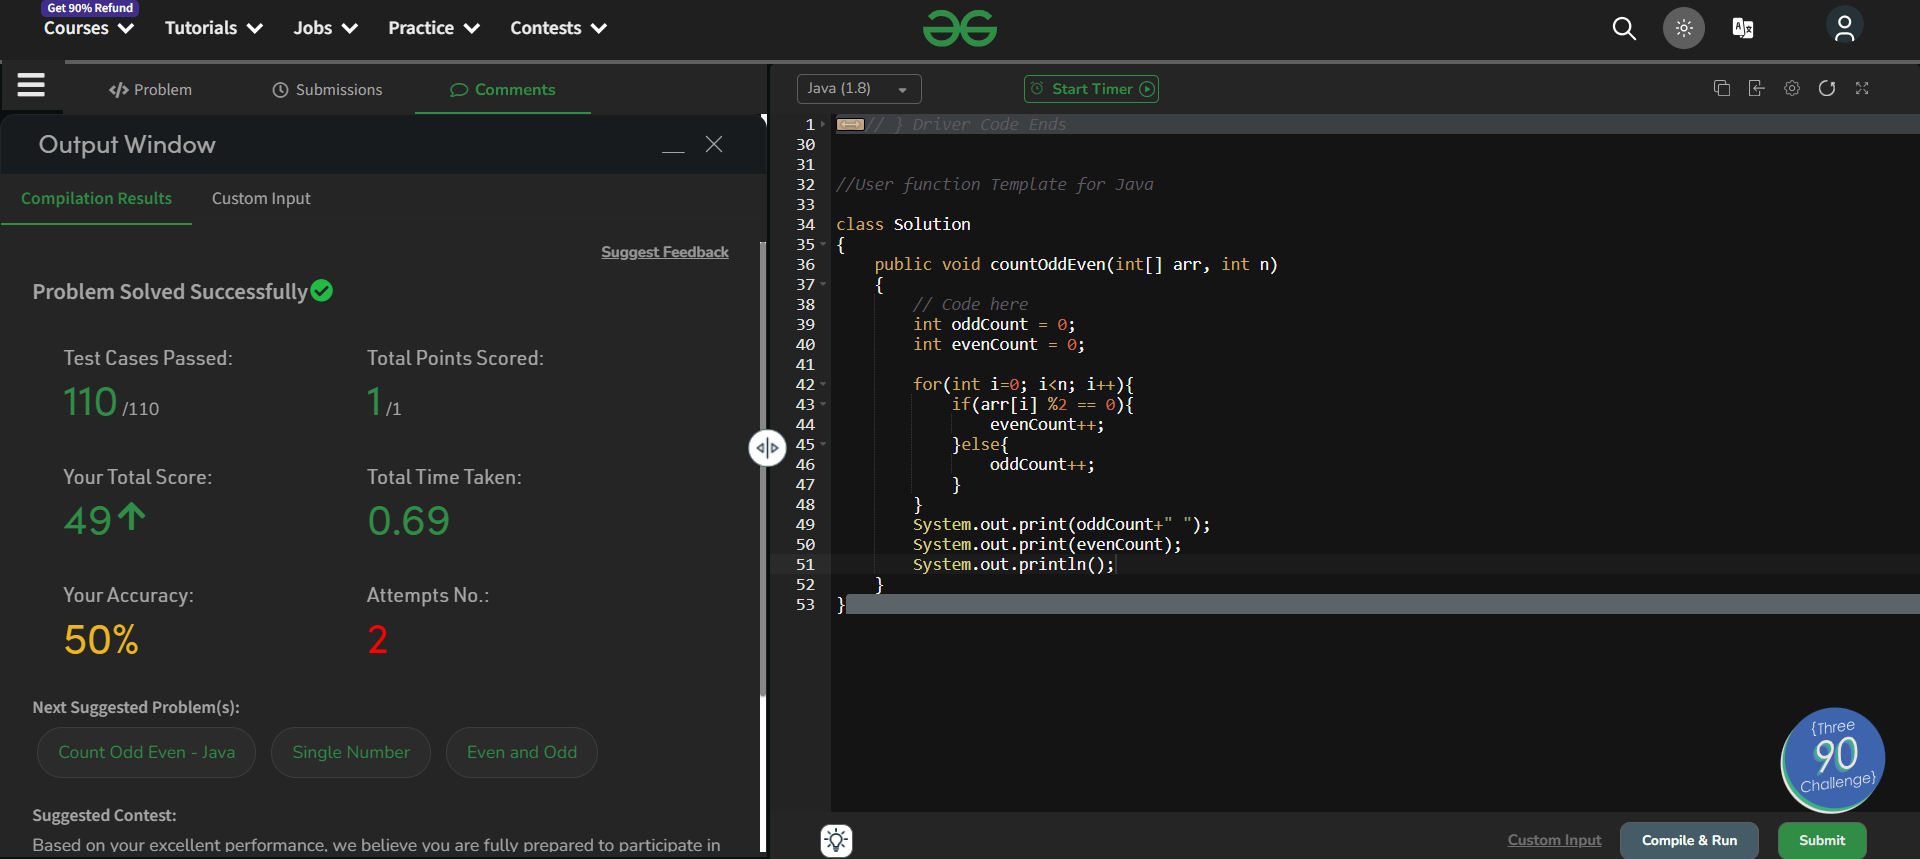 Get 90% Refund
Courses Tutorials Jobs Practice Contests
Problem Submissions Comments
Output Window
Compilation Results Custom Input
Suggest Feedback
Problem Solved Successfully
Test Cases Passed: Total Points Scored:
110 /110 1 /1
Your Total Score: Total Time Taken:
49 0.69
Your Accuracy: Attempts No.:
50% 2
Next Suggested Problem(s):
Count Odd Even - Java Single Number Even and Odd
Suggested Contest:
Based on your excellent performance, we believe you are fully prepared to participate in
Java (1.8) Start Timer
1 // } Driver Code Ends
30
31
32 //User function Template for Java
33
34 class Solution
35 {
36 public void countOddEven(int[] arr, int n)
37 {
38 // Code here
39 int oddCount = 0;
40 int evenCount = 0;
41
42 for(int i=0; i<n; i++){
43 if(arr[i] %2 == 0){
44 evenCount++;
45 }else{
46 oddCount++;
47 }
48 }
49 System.out.print(oddCount+" ");
50 System.out.print(evenCount);
51 System.out.println();
52 }
53 }
{Three
90
Challenge}
Custom Input Compile & Run Submit